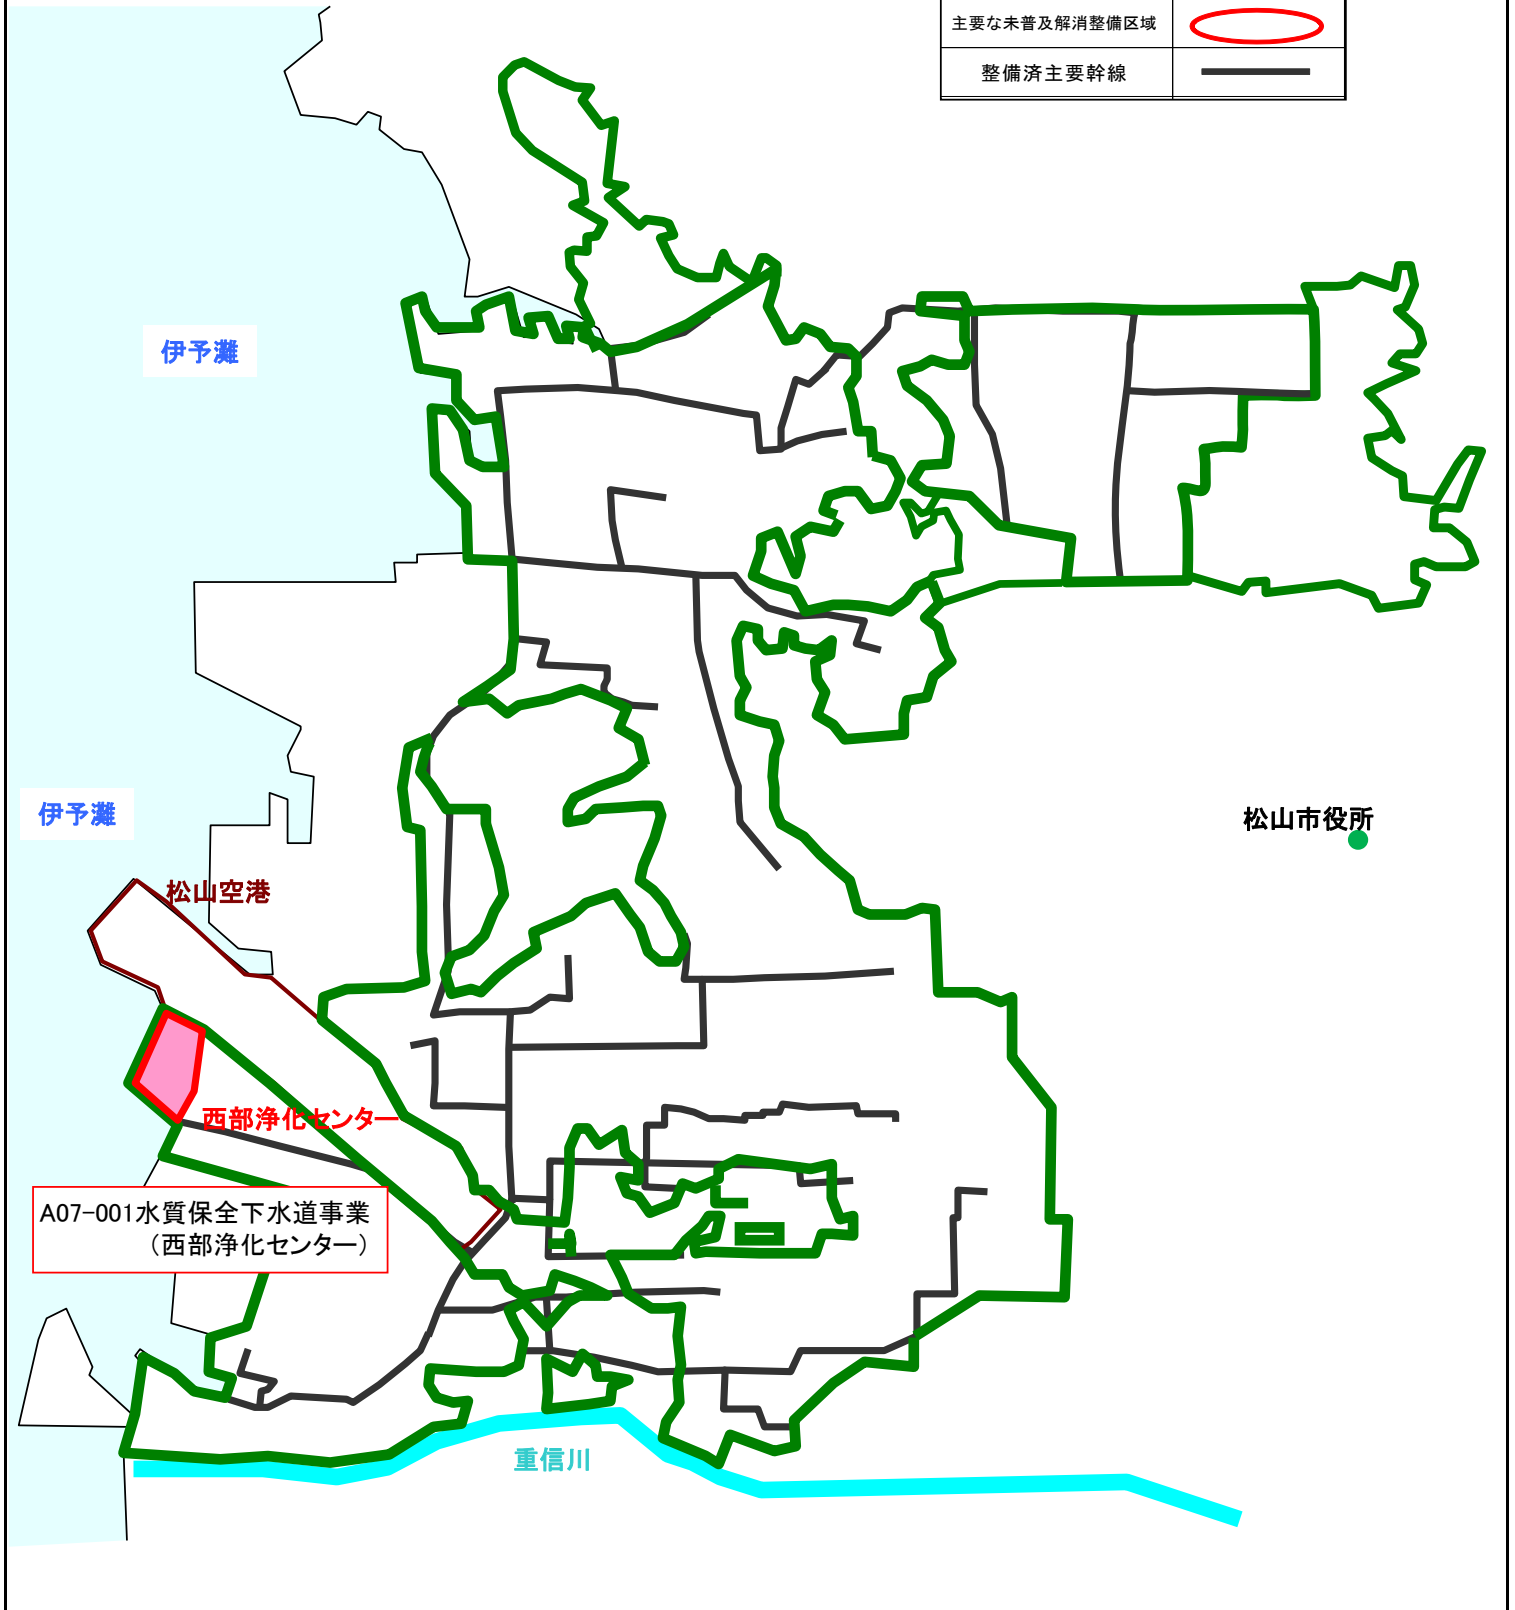 主要な未普及解消整備区域
整備済主要幹線
伊予灘
伊予灘
松山市役所
松山空港
西部浄化センター
A07-001水質保全下水道事業
（西部浄化センター）
重信川